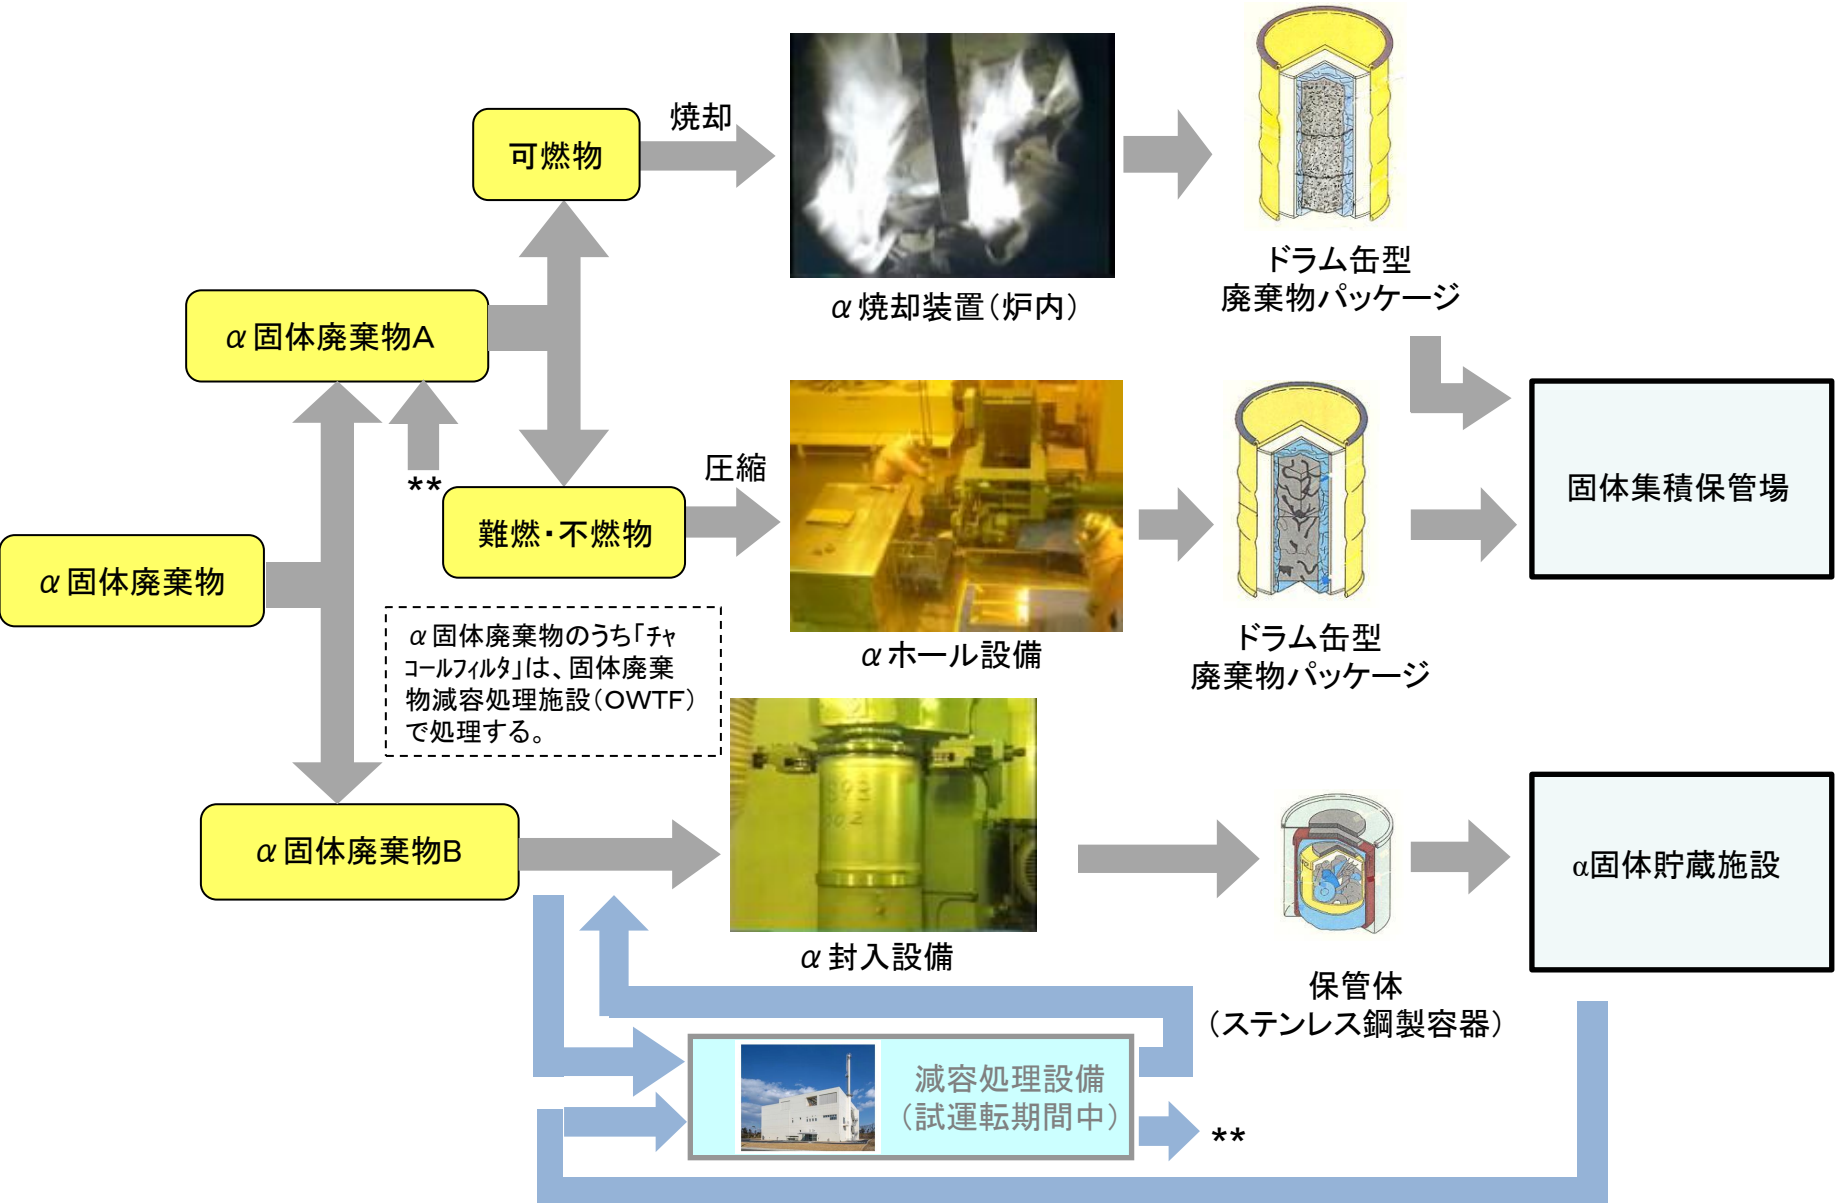 焼却
可燃物
α焼却装置（炉内）
ドラム缶型
廃棄物パッケージ
α固体廃棄物A
**
圧縮
難燃・不燃物
αホール設備
ドラム缶型
廃棄物パッケージ
固体集積保管場
α固体廃棄物
α固体廃棄物のうち「ﾁｬ
ｺｰﾙﾌｨﾙﾀ」は、固体廃棄
物減容処理施設（OWTF）
で処理する。
α固体廃棄物B
α封入設備
保管体
（ステンレス鋼製容器）
α固体貯蔵施設
減容処理設備
（試運転期間中）
**